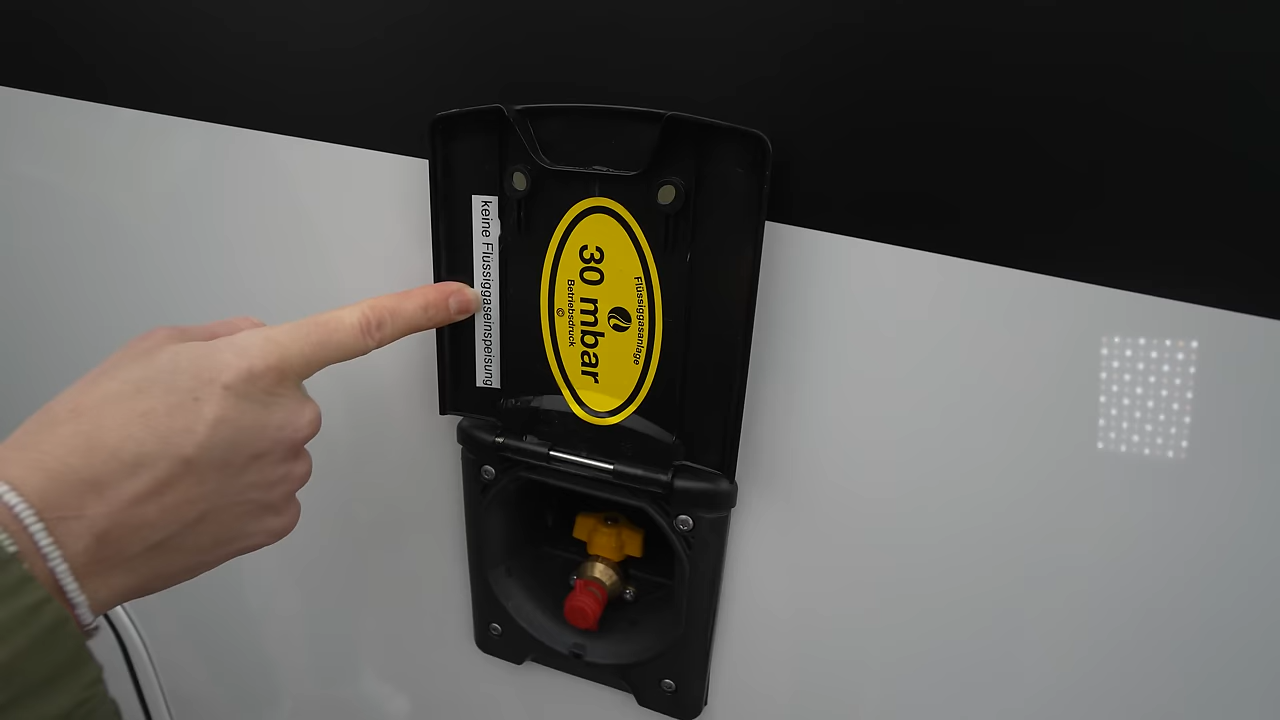 keine Flüssiggaseinspeisung
Flüssiggasanlage
30 mbar
Betriebsdruck
©